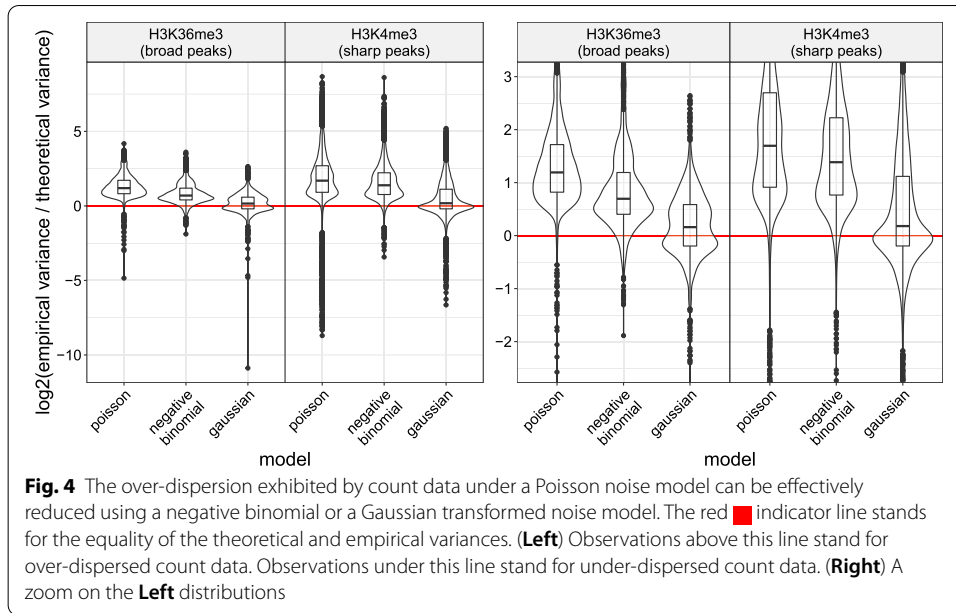 H3K36me3
(broad peaks)
H3K4me3
(sharp peaks)
H3K36me3
(broad peaks)
H3K4me3
(sharp peaks)
log2(empirical variance / theoretical variance)
5
0
−5
−10
3
2
1
0
−1
−2
poisson
negative
binomial
gaussian
poisson
negative
binomial
gaussian
poisson
negative
binomial
gaussian
poisson
negative
binomial
gaussian
model
model
Fig. 4 The over-dispersion exhibited by count data under a Poisson noise model can be effectively
reduced using a negative binomial or a Gaussian transformed noise model. The red indicator line stands
for the equality of the theoretical and empirical variances. (Left) Observations above this line stand for
over-dispersed count data. Observations under this line stand for under-dispersed count data. (Right) A
zoom on the Left distributions